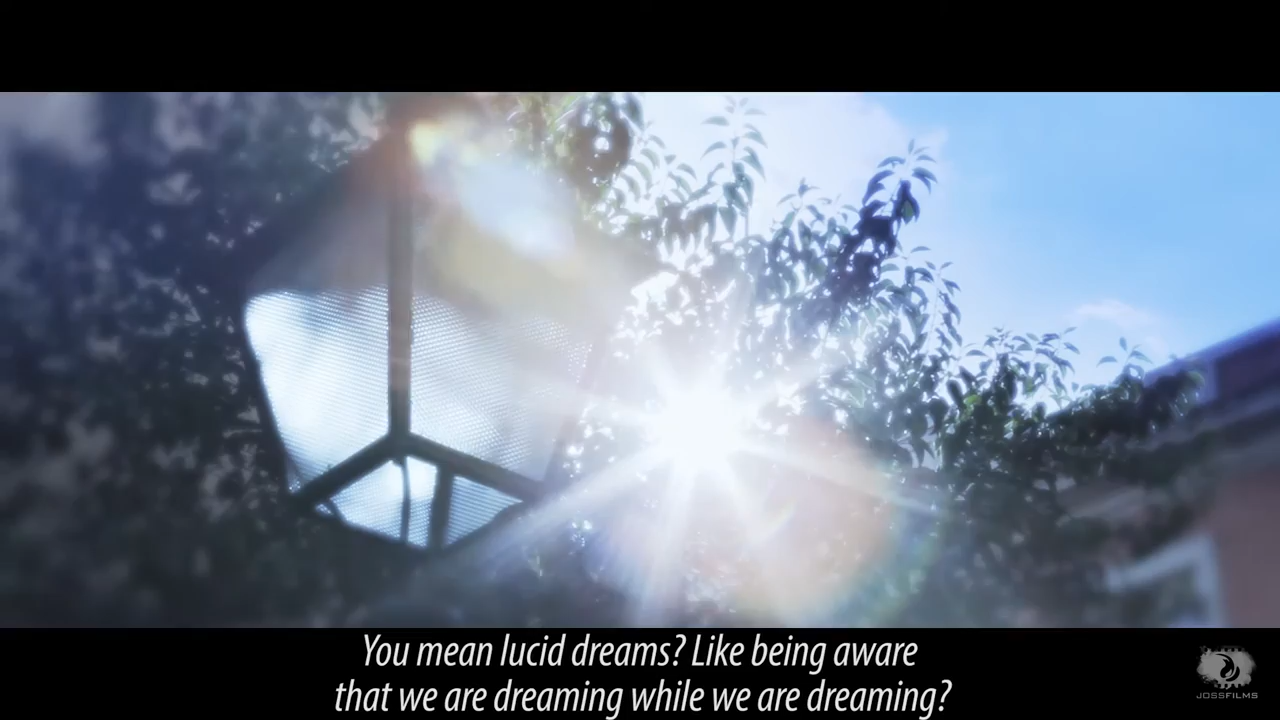 You mean lucid dreams? Like being aware
that we are dreaming while we are dreaming?
JOSSFILMS